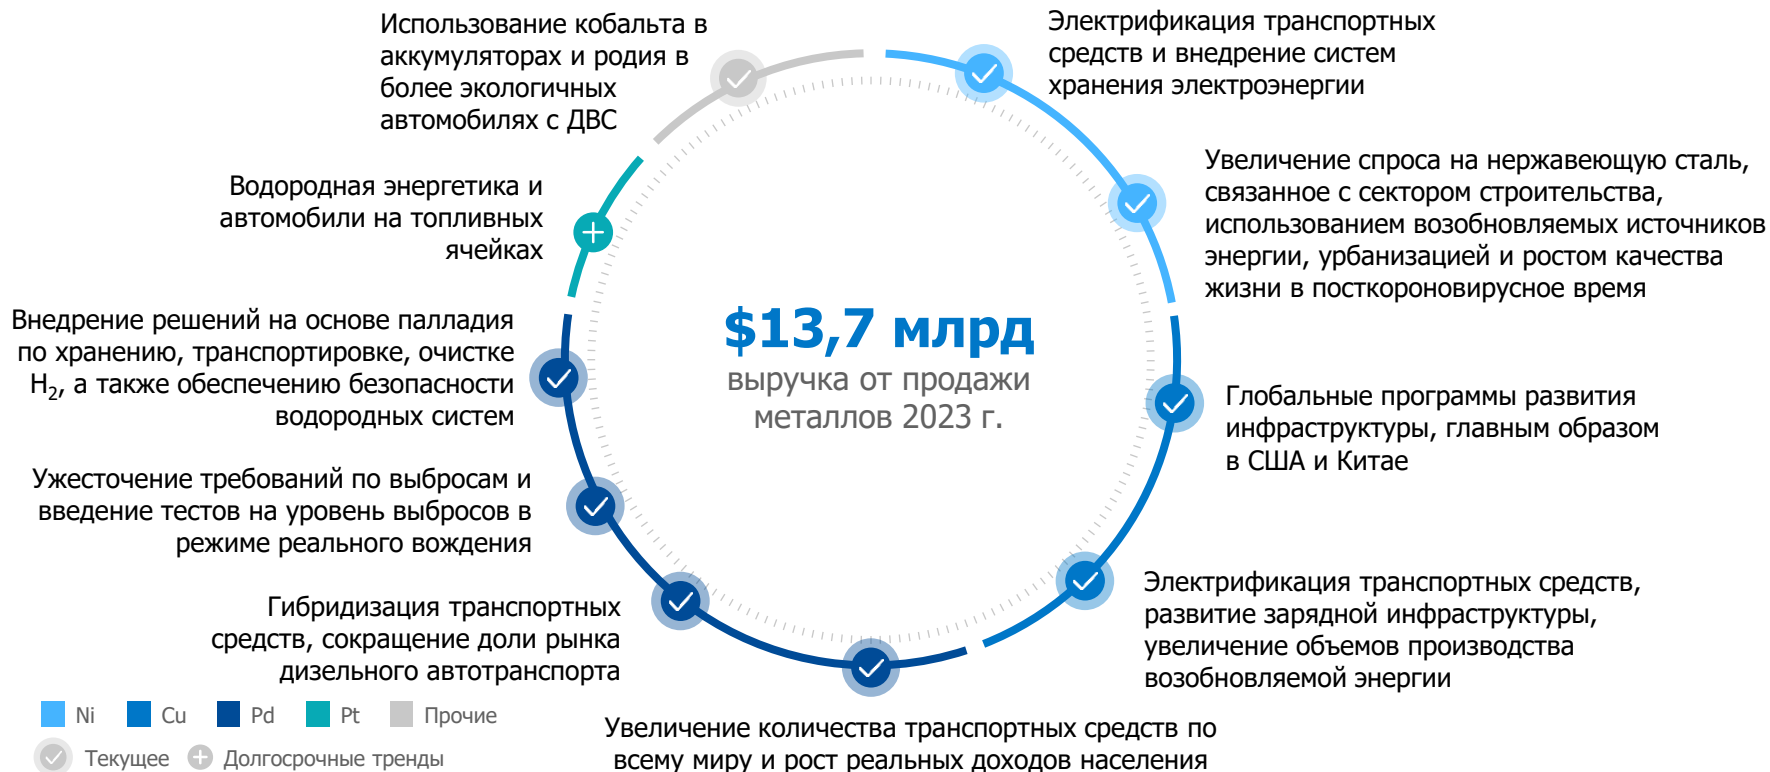 Использование кобальта в
аккумуляторах и родия в
более экологичных
автомобилях с ДВС
Электрификация транспортных
средств и внедрение систем
хранения электроэнергии
Водородная энергетика и
автомобили на топливных
ячейках
Увеличение спроса на нержавеющую сталь,
связанное с сектором строительства,
использованием возобновляемых источников
энергии, урбанизацией и ростом качества
жизни в посткороновирусное время
Внедрение решений на основе палладия
по хранению, транспортировке, очистке
H₂, а также обеспечению безопасности
водородных систем
$13,7 млрд
выручка от продажи
металлов 2023 г.
Глобальные программы развития
инфраструктуры, главным образом
в США и Китае
Ужесточение требований по выбросам и
введение тестов на уровень выбросов в
режиме реального вождения
Гибридизация транспортных
средств, сокращение доли рынка
дизельного автотранспорта
Электрификация транспортных средств,
развитие зарядной инфраструктуры,
увеличение объемов производства
возобновляемой энергии
Увеличение количества транспортных средств по
всему миру и рост реальных доходов населения
Ni Cu Pd Pt Прочие
Текущее Долгосрочные тренды